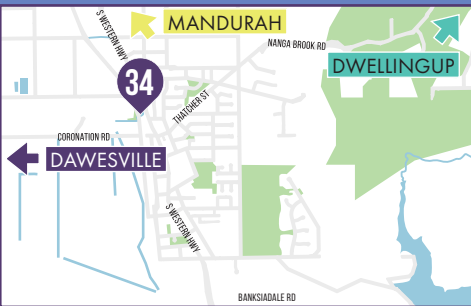 S WESTERN HWY
MANDURAH
NANGA BROOK RD
DWELLINGUP
34
THATCHER ST
CORONATION RD
DAWESVILLE
S WESTERN HWY
BANKSIADALE RD